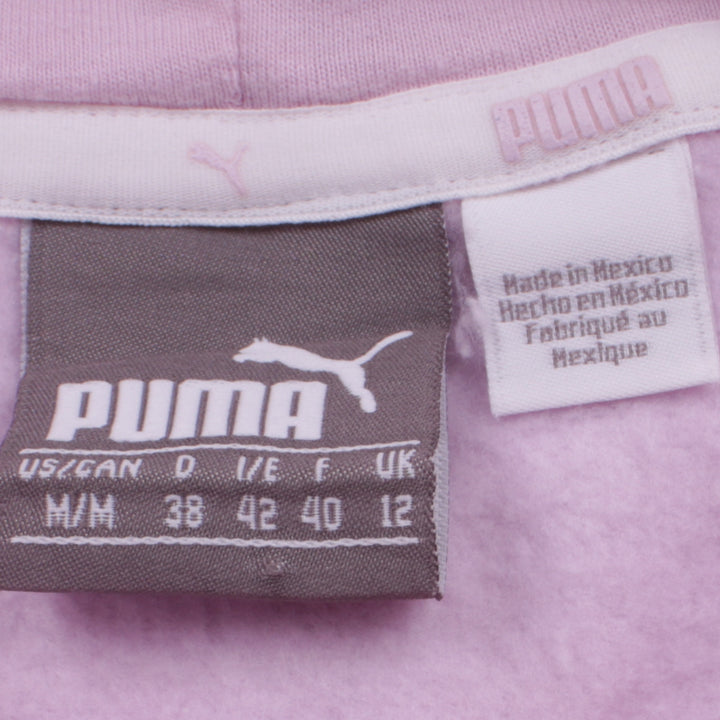 PUMA
Made in Mexico
Hecho en México
Fabriqué au
Mexique
PUMA
US/CAN D I/E F UK
M/M 38 42 40 12